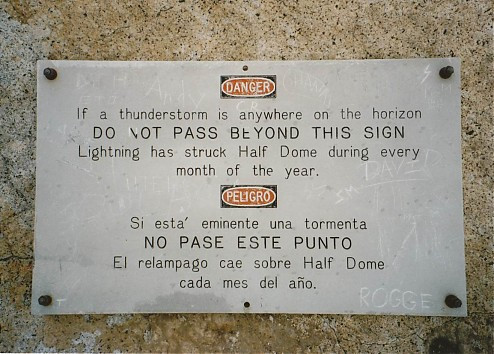 DANGER
If a thunderstorm is anywhere on the horizon
DO NOT PASS BEYOND THIS SIGN
Lightning has struck Half Dome during every
month of the year.
DAVID
PELIGRO
Si está eminente una tormenta
NO PASE ESTE PUNTO
El relampago cae sobre Half Dome
cada mes del año.
ROGGE